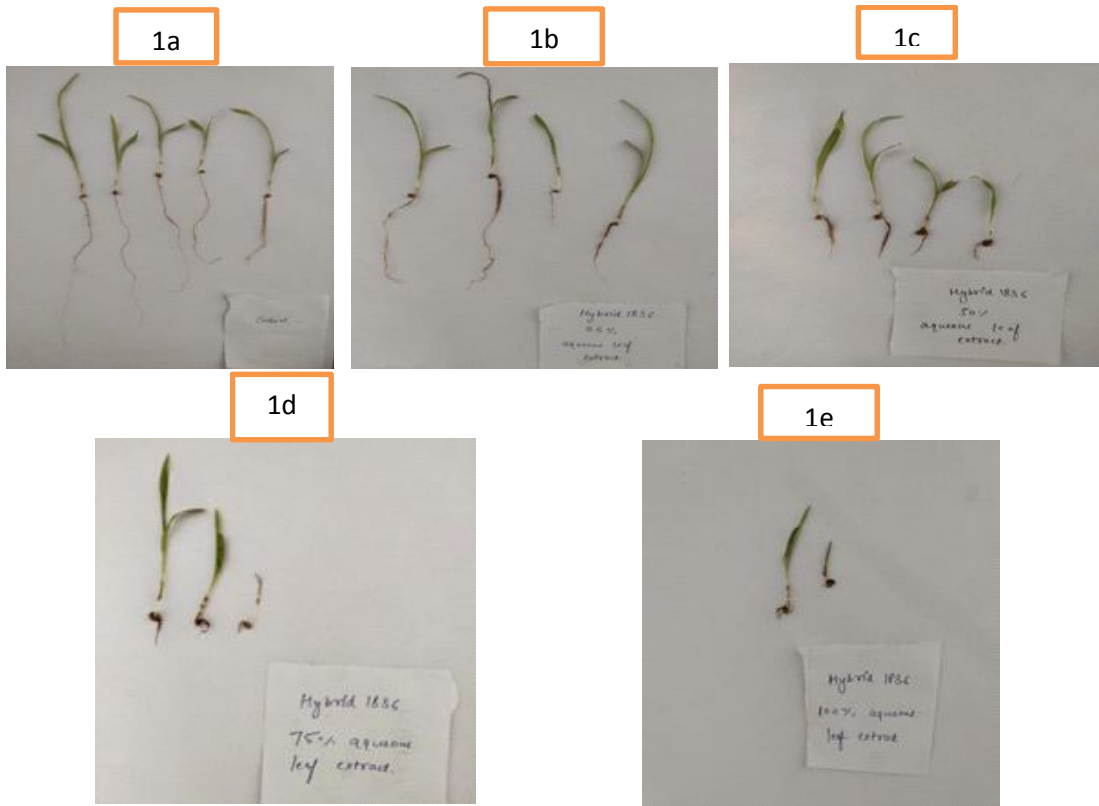 1a
1b
1c
Control
Hybrid 1836
aqueous leaf
extract
Hybrid 1836
50%
aqueous leaf
extract
1d
1e
Hybrid 1836
75% aqueous
leaf extract.
Hybrid 1836
100% aqueous
leaf extract